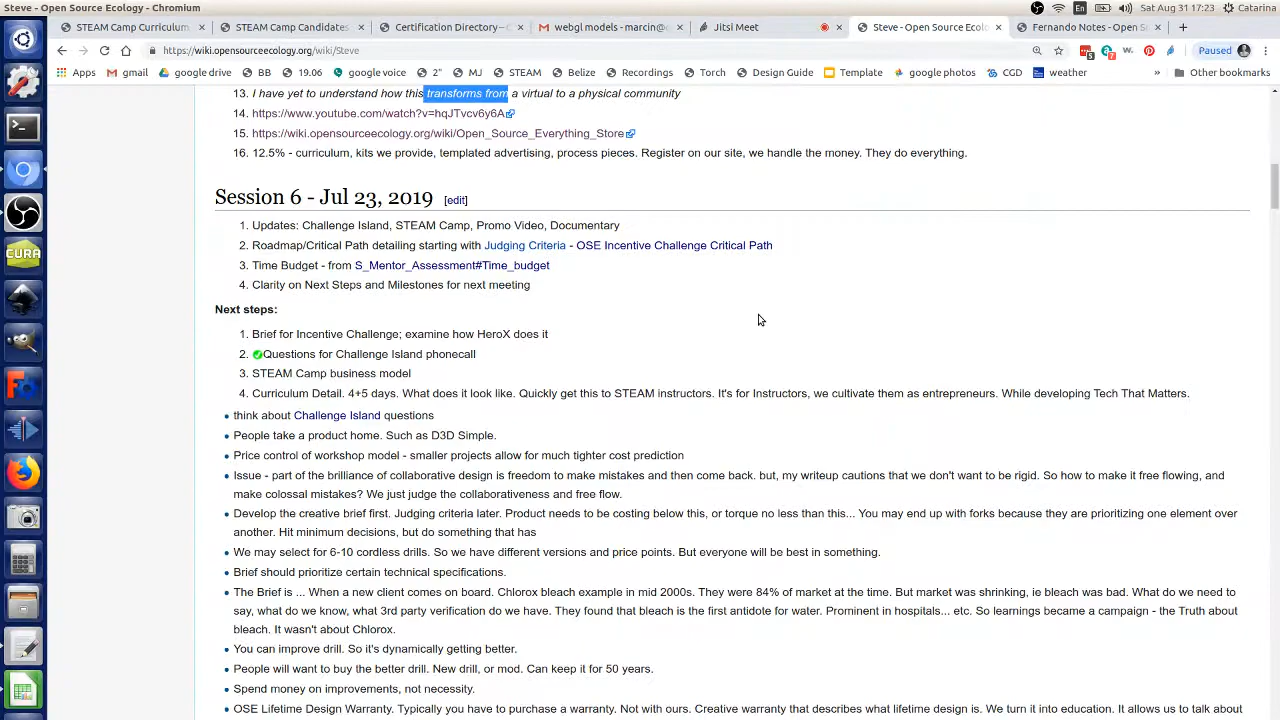 Steve - Open Source Ecology - Chromium
En
Sat Aug 31 17:23
Catarina
STEAM Camp Curriculum
STEAM Camp Candidates
Certification Directory
webgl models - marcin@
Jitsi Meet
Steve - Open Source Ecolo
Fernando Notes - Open S
https://wiki.opensourceecology.org/wiki/Steve
Paused
Apps
gmail
google drive
BB
19.06
google voice
2'
MJ
STEAM
Belize
Recordings
Torch
Design Guide
Template
google photos
CGD
weather
»
Other bookmarks
13. I have yet to understand how this transforms from a virtual to a physical community
14. https://www.youtube.com/watch?v=hqJTvcv6y6A
15. https://wiki.opensourceecology.org/wiki/Open_Source_Everything_Store
16. 12.5% - curriculum, kits we provide, templated advertising, process pieces. Register on our site, we handle the money. They do everything.
Session 6 - Jul 23, 2019 [edit]
1. Updates: Challenge Island, STEAM Camp, Promo Video, Documentary
2. Roadmap/Critical Path detailing starting with Judging Criteria - OSE Incentive Challenge Critical Path
3. Time Budget - from S_Mentor_Assessment#Time_budget
4. Clarity on Next Steps and Milestones for next meeting
Next steps:
1. Brief for Incentive Challenge; examine how HeroX does it
2. Questions for Challenge Island phonecall
3. STEAM Camp business model
4. Curriculum Detail. 4+5 days. What does it look like. Quickly get this to STEAM instructors. It's for Instructors, we cultivate them as entrepreneurs. While developing Tech That Matters.
think about Challenge Island questions
People take a product home. Such as D3D Simple.
Price control of workshop model - smaller projects allow for much tighter cost prediction
Issue - part of the brilliance of collaborative design is freedom to make mistakes and then come back. but, my writeup cautions that we don't want to be rigid. So how to make it free flowing, and
make critical mistakes? We just judge the collaborativeness and free flow.
Develop the creative brief first. Judging criteria later. Product needs to be costing below this, or torque no less than this... You may end up with forks because they are prioritizing one element over
another. Hit minimum decisions, but do something that has
We may select for 6-10 cordless drills. So we have different versions and pricepoints. But some will be best in something.
Brief should prioritize certain technical specifications.
The Brief is .. When a new client comes on board. Chlorox bleach example in mid 2000s. They were 84% of market at the time. But market was shrinking, ie bleach was bad. What do we need to
say, what do we know, what 3rd party verification do we have. They found that bleach is the first antidote for water. Prominent in hospitals... etc. So learnings became a campaign - the Truth about
bleach. It wasn't about Chlorox.
You can improve drill. So it's dynamically getting better.
People will want to buy the better drill. New or mod. Can keep it for 50 years.
Spend money on improvements, not necessity.
OSE Lifetime Design Warranty. Typically you have to purchase a warranty. Not with ours. Create warranty that describes what lifetime design is. We turn it into education. It allows us to talk about
CURA